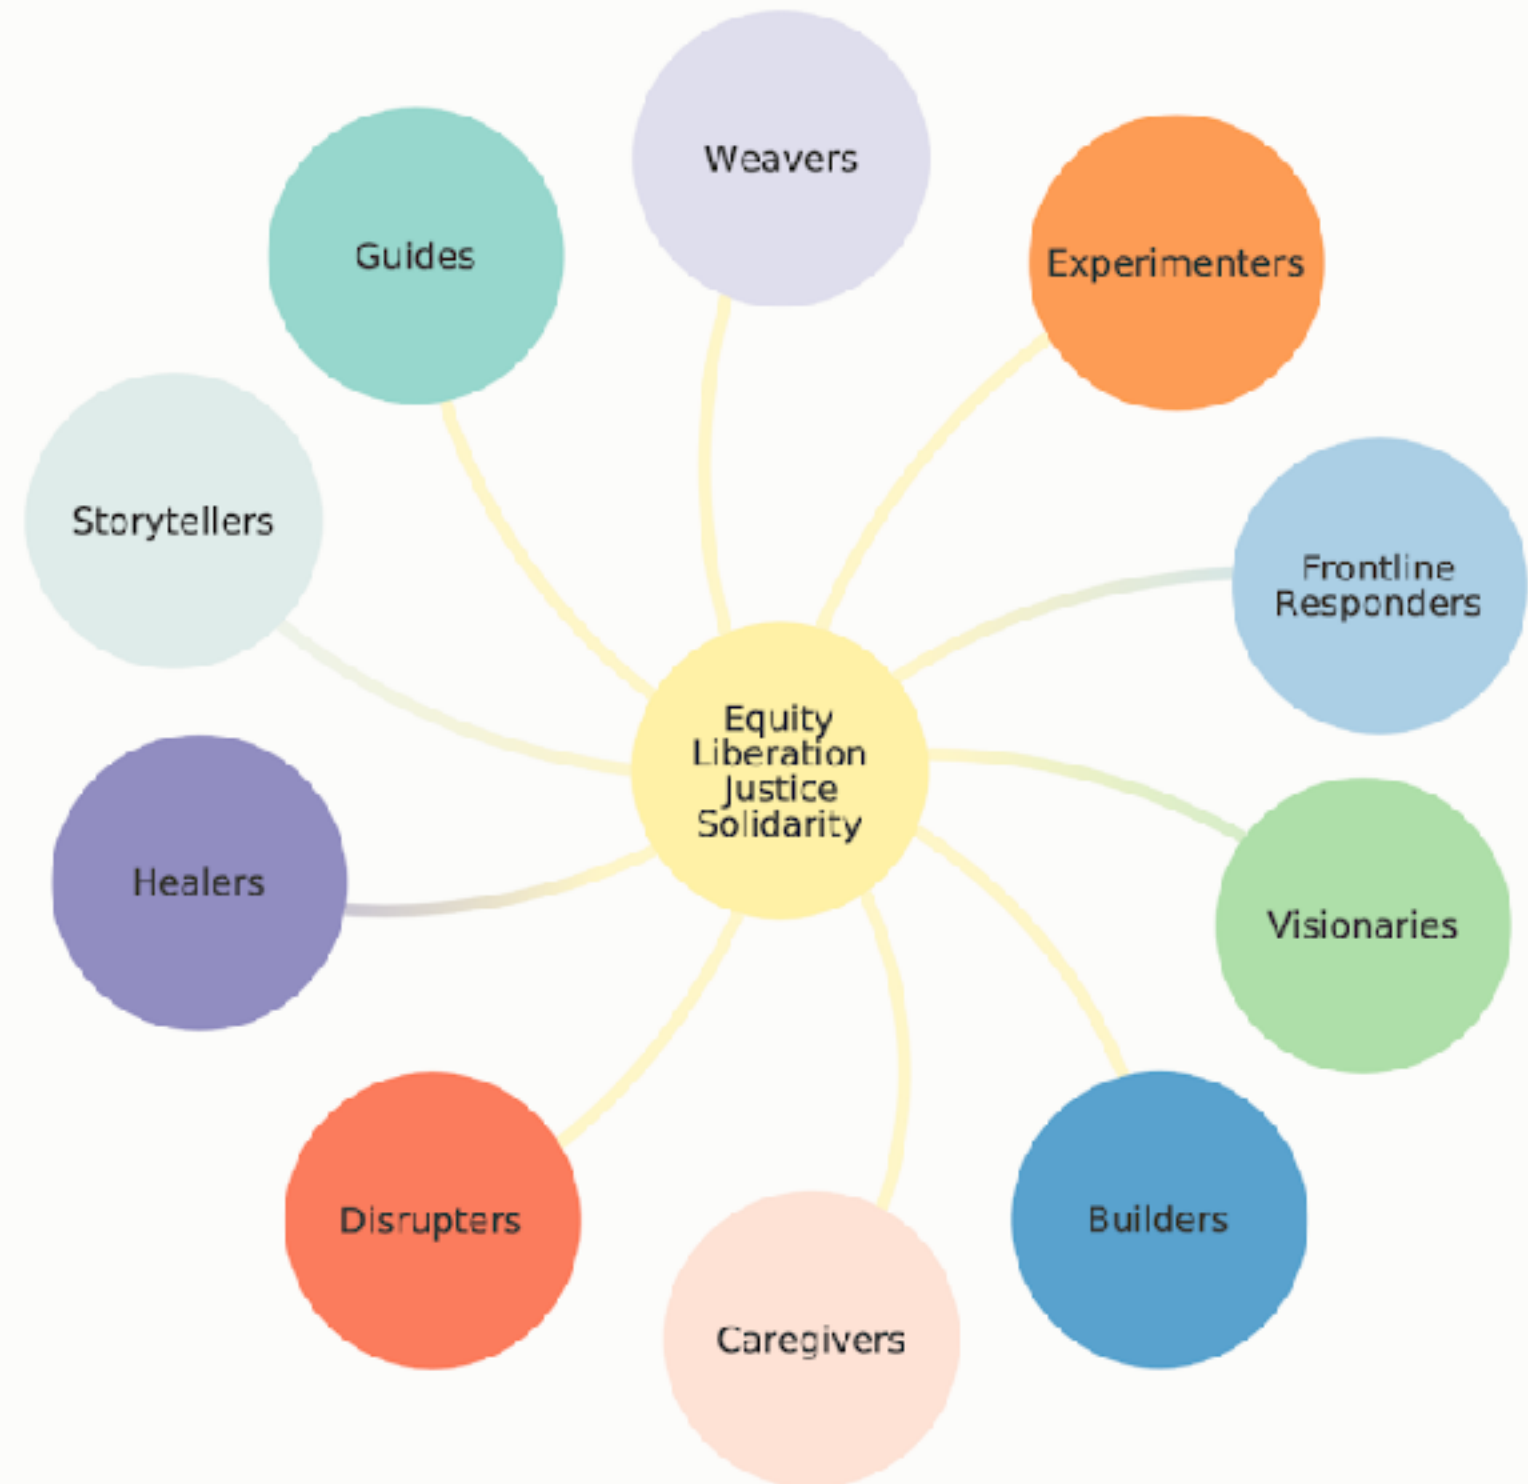 Weavers
Guides
Experimenters
Storytellers
Frontline
Responders
Equity
Liberation
Justice
Solidarity
Healers
Visionaries
Disrupters
Builders
Caregivers